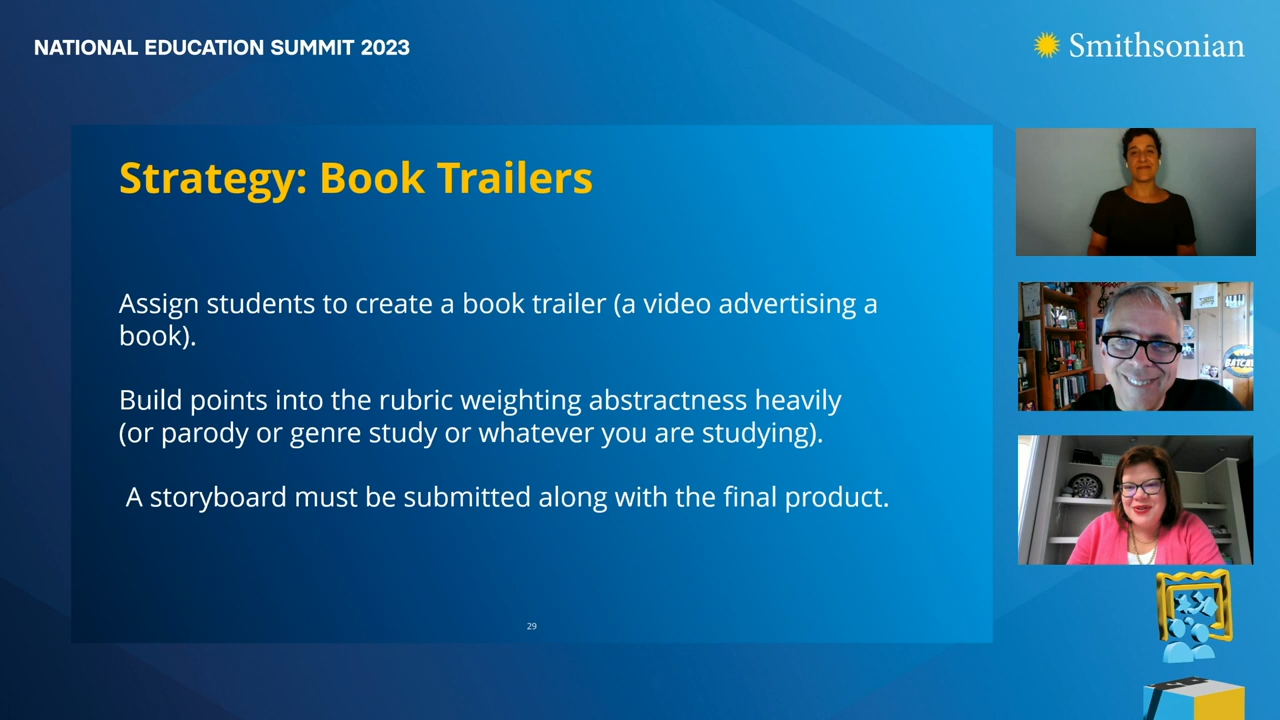 NATIONAL EDUCATION SUMMIT 2023
Smithsonian
Strategy: Book Trailers
Assign students to create a book trailer (a video advertising a
book).
Build points into the rubric weighting abstractness heavily
(or parody or genre study or whatever you are studying).
A storyboard must be submitted along with the final product.
29